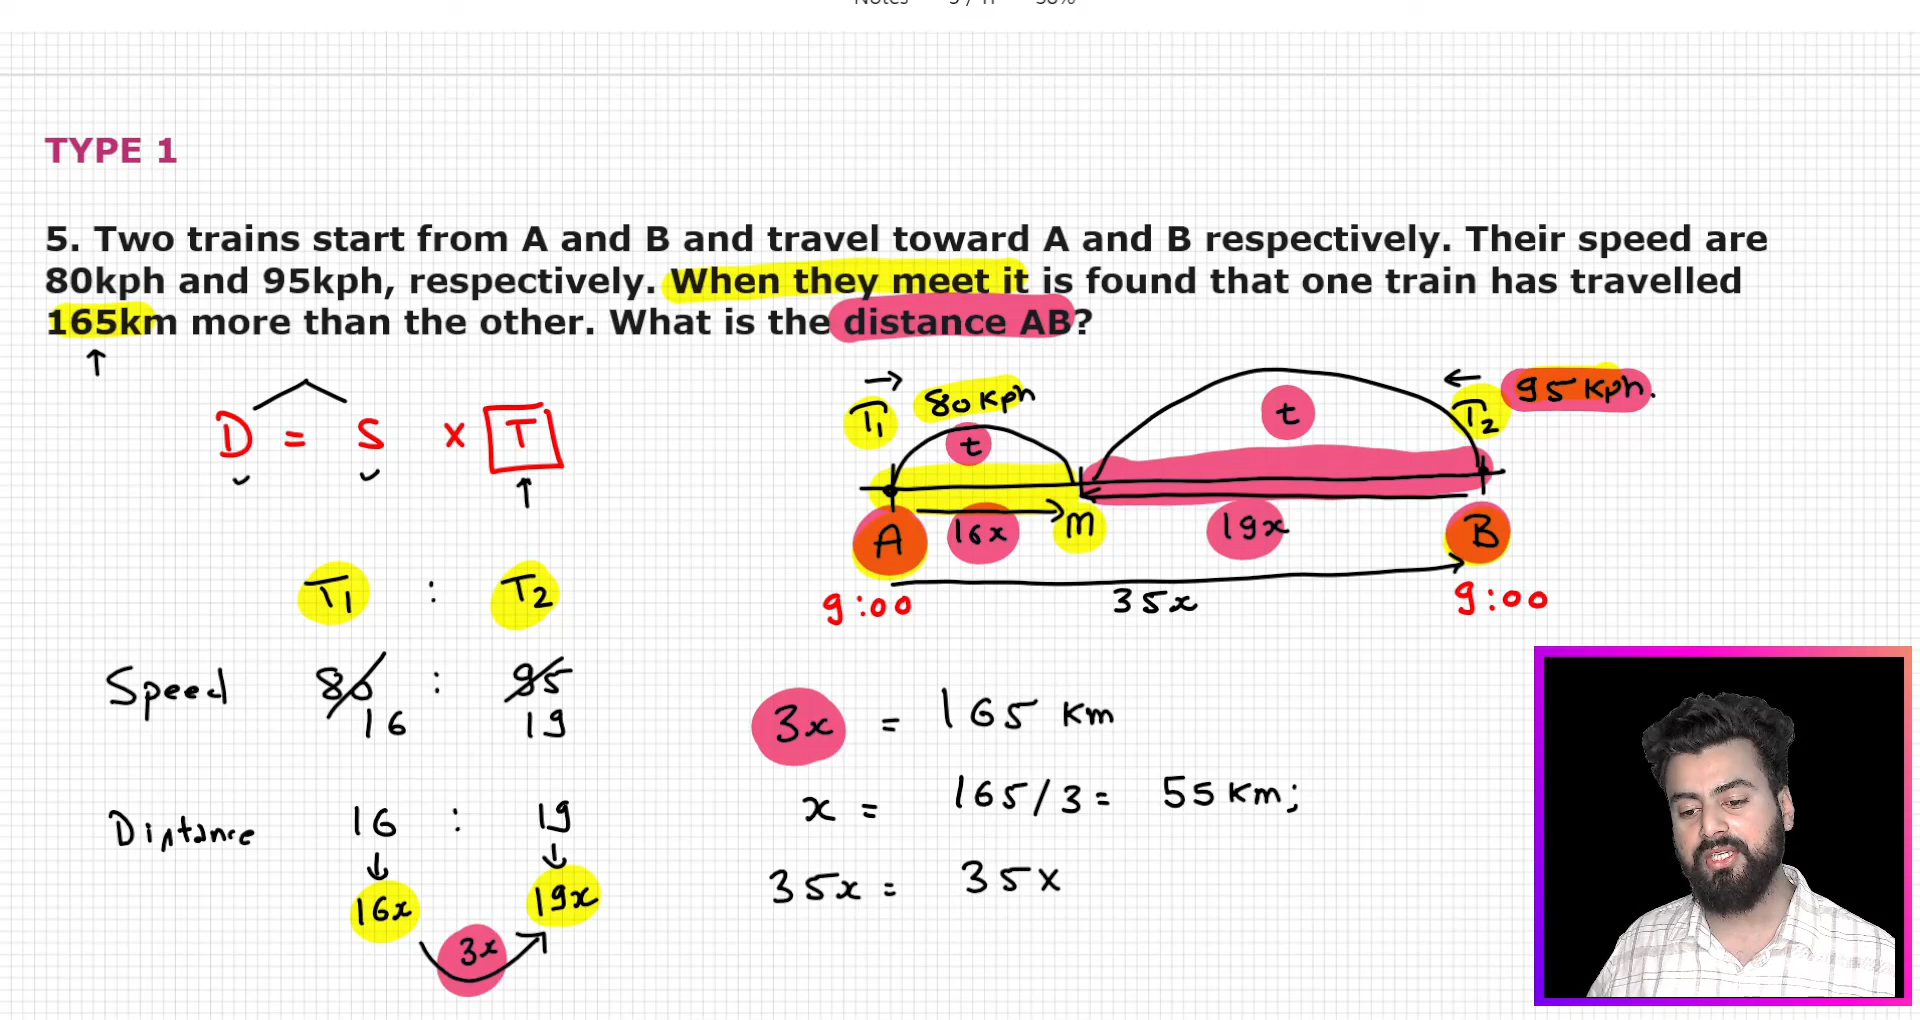 TYPE 1
5. Two trains start from A and B and travel toward A and B respectively. Their speed are
80kph and 95kph, respectively. When they meet it is found that one train has travelled
165km more than the other. What is the distance AB?
D = S x T
T1 : T2
Speed 80 : 95
16 19
Distance 16 : 19
16x 19x
3x
T1 80 kph T2 95 kph.
t t
A 16x M 19x B
9:00 35x 9:00
3x = 165 km
x = 165/3 = 55 km;
35x = 35 x